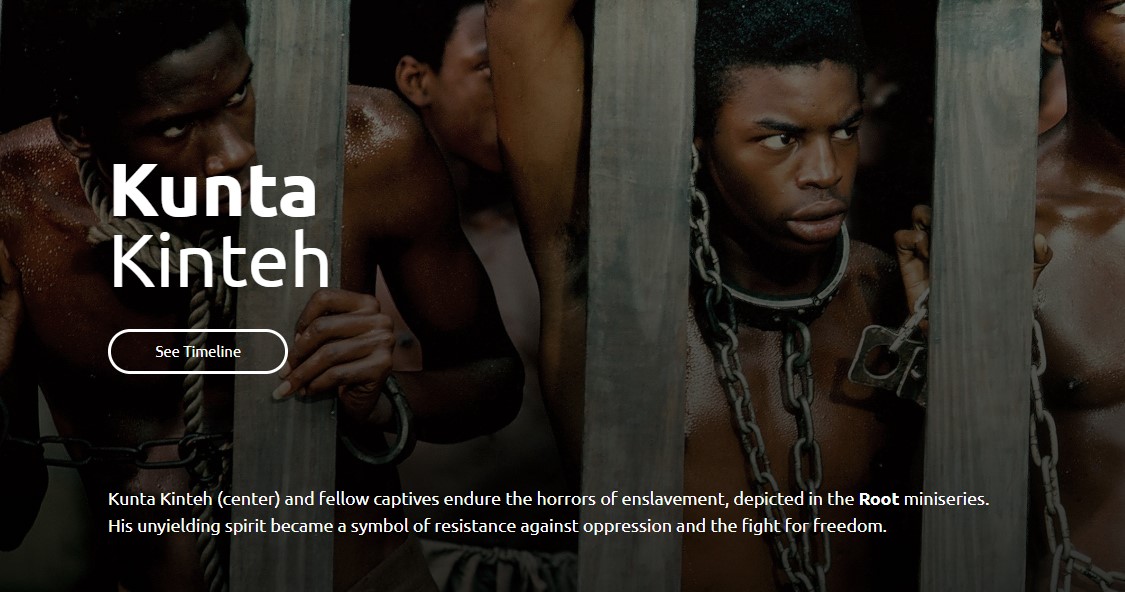 Kunta
Kinteh
See Timeline
Kunta Kinteh (center) and fellow captives endure the horrors of enslavement, depicted in the Root miniseries.
His unyielding spirit became a symbol of resistance against oppression and the fight for freedom.